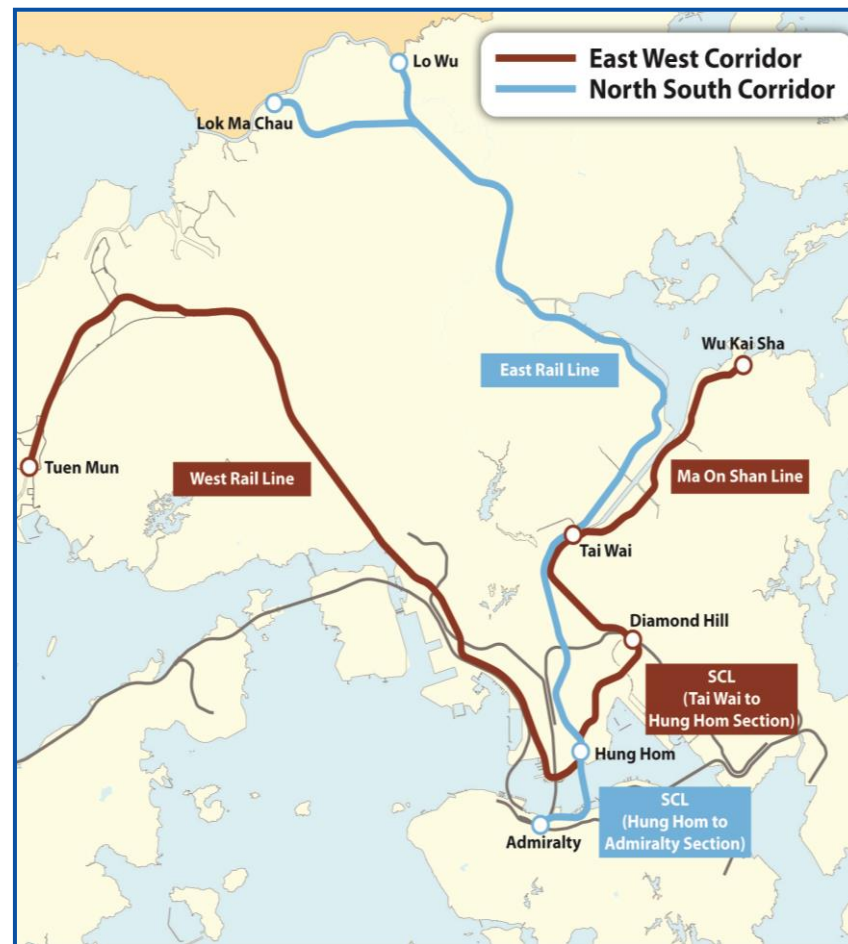 East West Corridor
North South Corridor
Lo Wu
Lok Ma Chau
Wu Kai Sha
East Rail Line
Tuen Mun
West Rail Line
Ma On Shan Line
Tai Wai
Diamond Hill
SCL
(Tai Wai to
Hung Hom Section)
Hung Hom
SCL
(Hung Hom to
Admiralty Section)
Admiralty